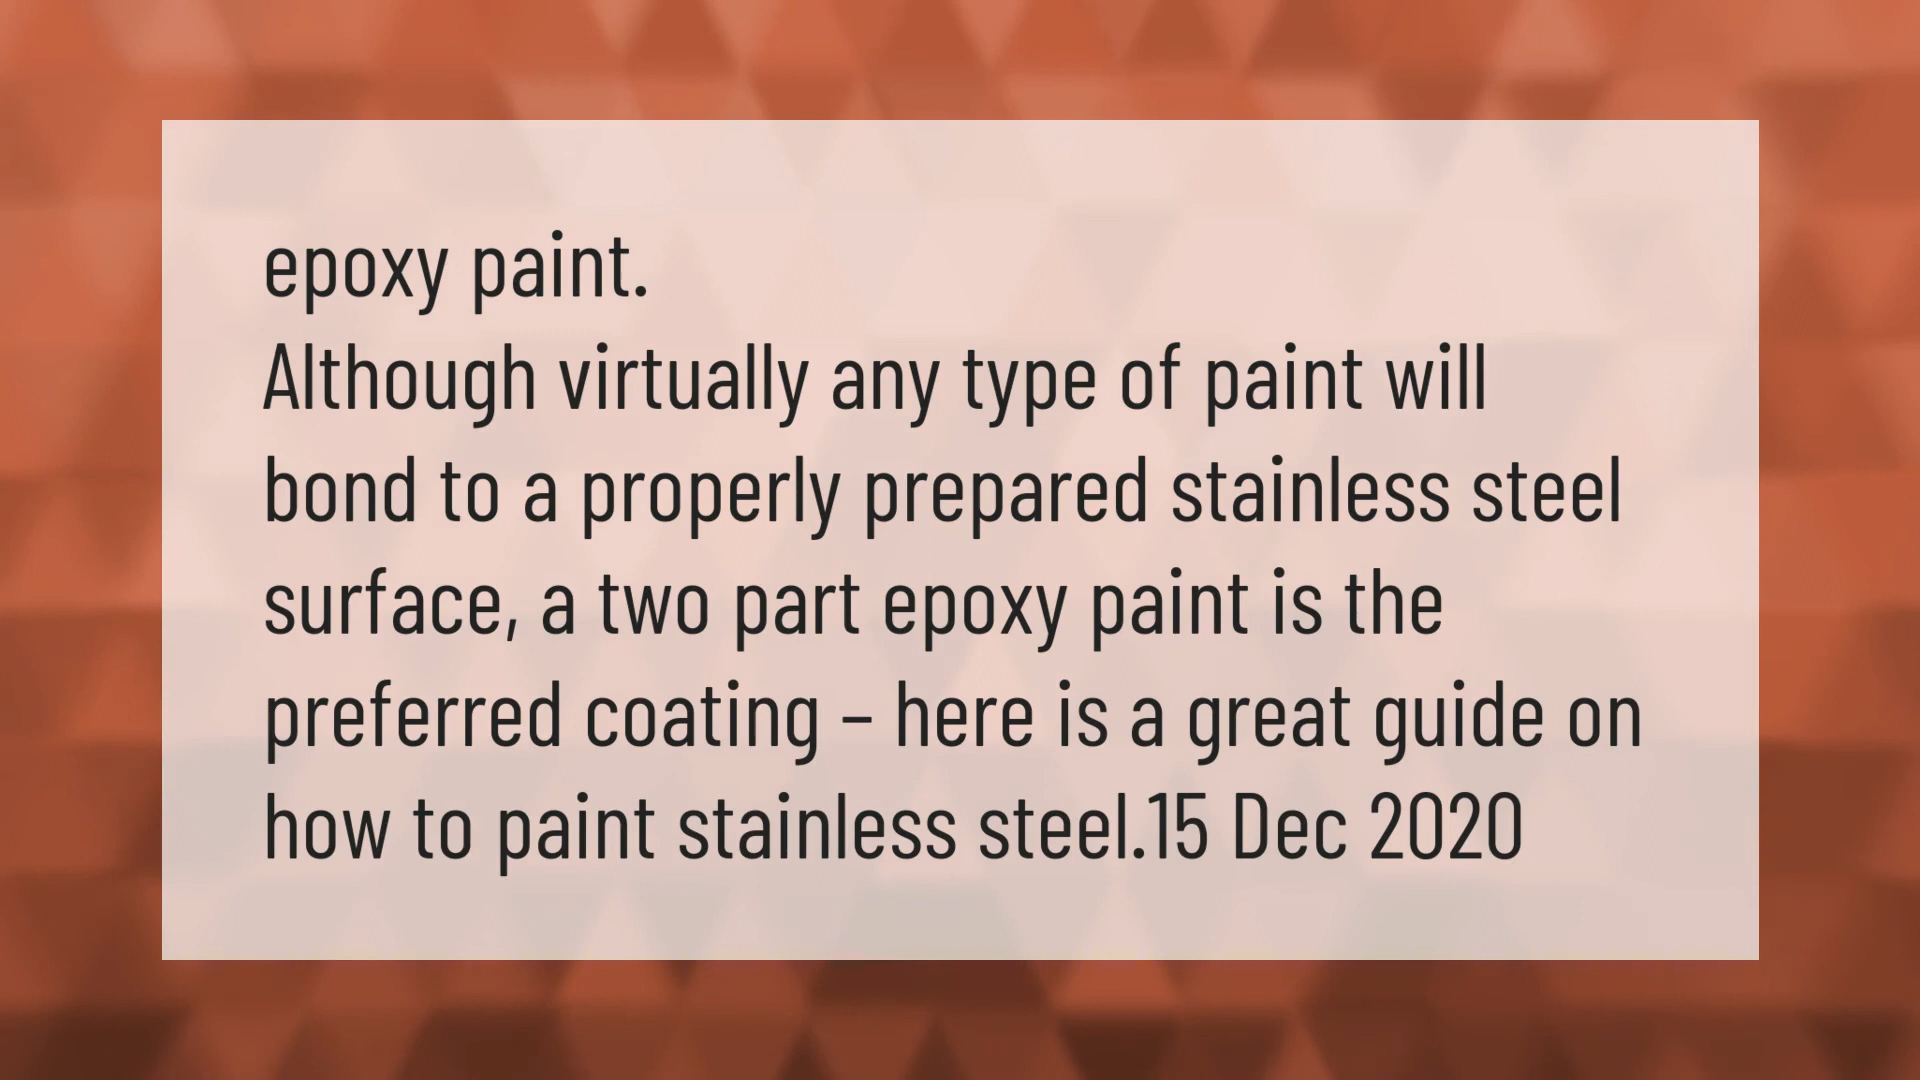 epoxy paint.
Although virtually any type of paint will
bond to a properly prepared stainless steel
surface, a two part epoxy paint is the
preferred coating – here is a great guide on
how to paint stainless steel.15 Dec 2020